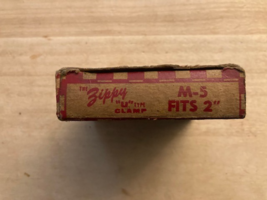 THE
Zippy
"U" TYPE
CLAMP
M-5
FITS 2"